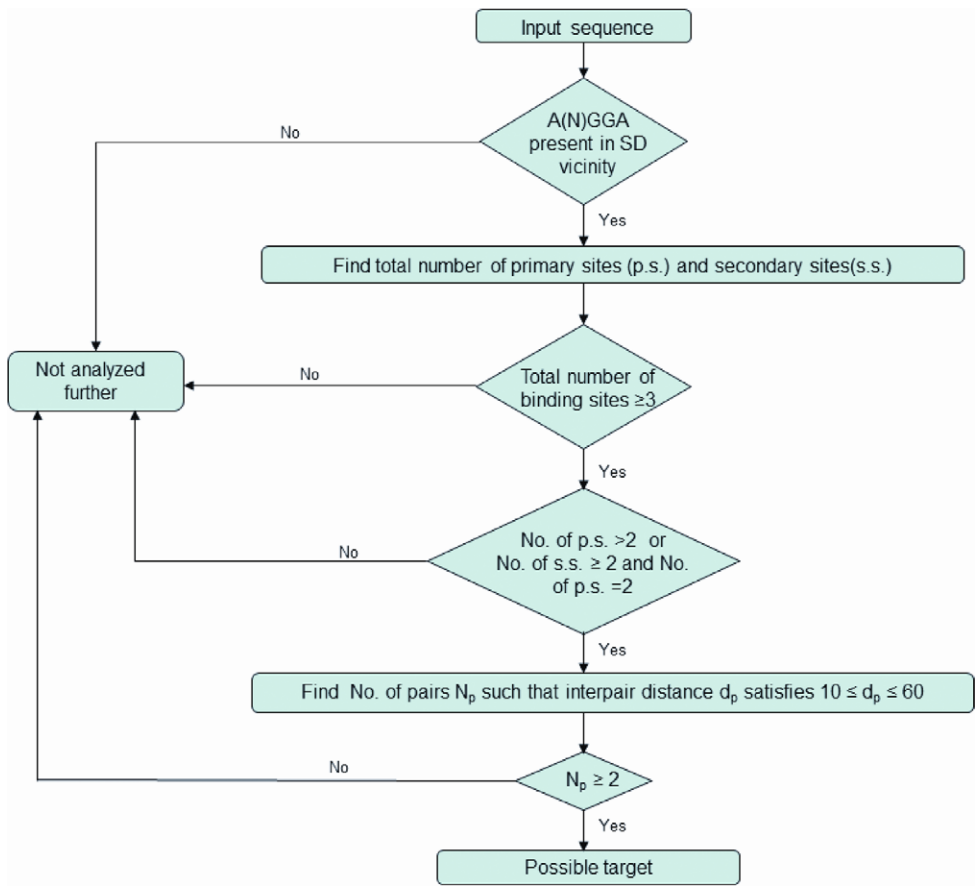 Input sequence
A(N)GGA
present in SD
vicinity
No
Yes
Find total number of primary sites (p.s.) and secondary sites(s.s.)
Not analyzed
further
No
Total number of
binding sites ≥3
Yes
No. of p.s. >2 or
No. of s.s. ≥ 2 and No.
of p.s. =2
No
Yes
Find No. of pairs Np such that interpair distance dp satisfies 10 ≤ dp ≤ 60
No
Np ≥ 2
Yes
Possible target